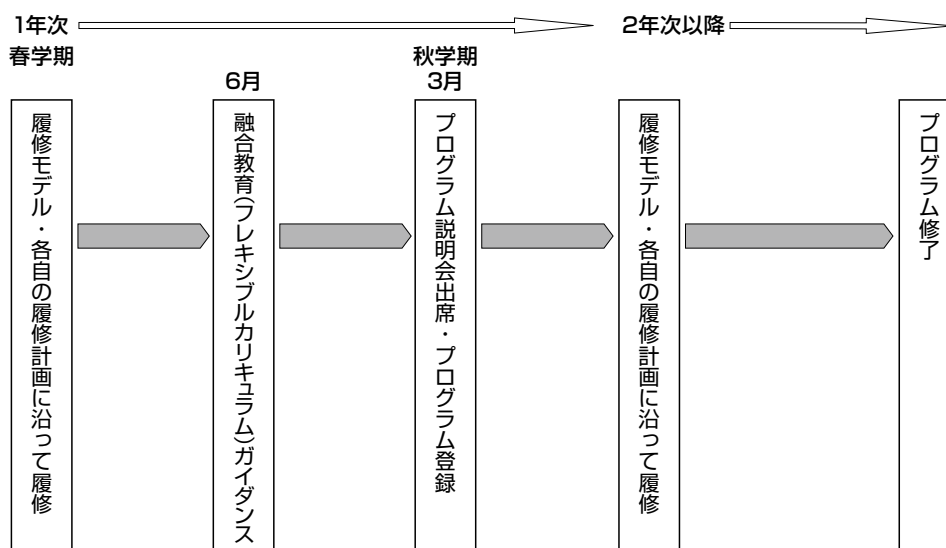 1年次
2年次以降
春学期
秋学期
6月
3月
履修モデル・各自の履修計画に沿って履修
融合教育(フレキシブルカリキュラム)ガイダンス
プログラム説明会出席・プログラム登録
履修モデル・各自の履修計画に沿って履修
プログラム修了